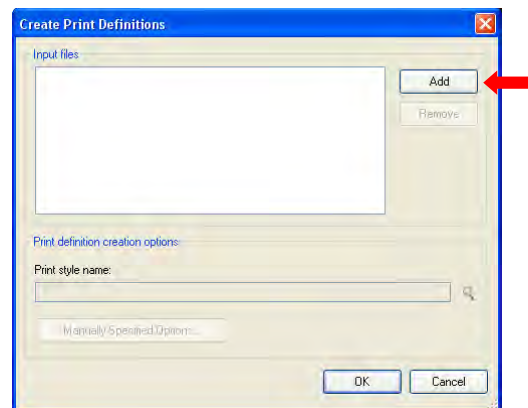 Create Print Definitions
Input files
Add
Remove
Print definition creation options
Print style name:
Manually Specified Options...
OK
Cancel